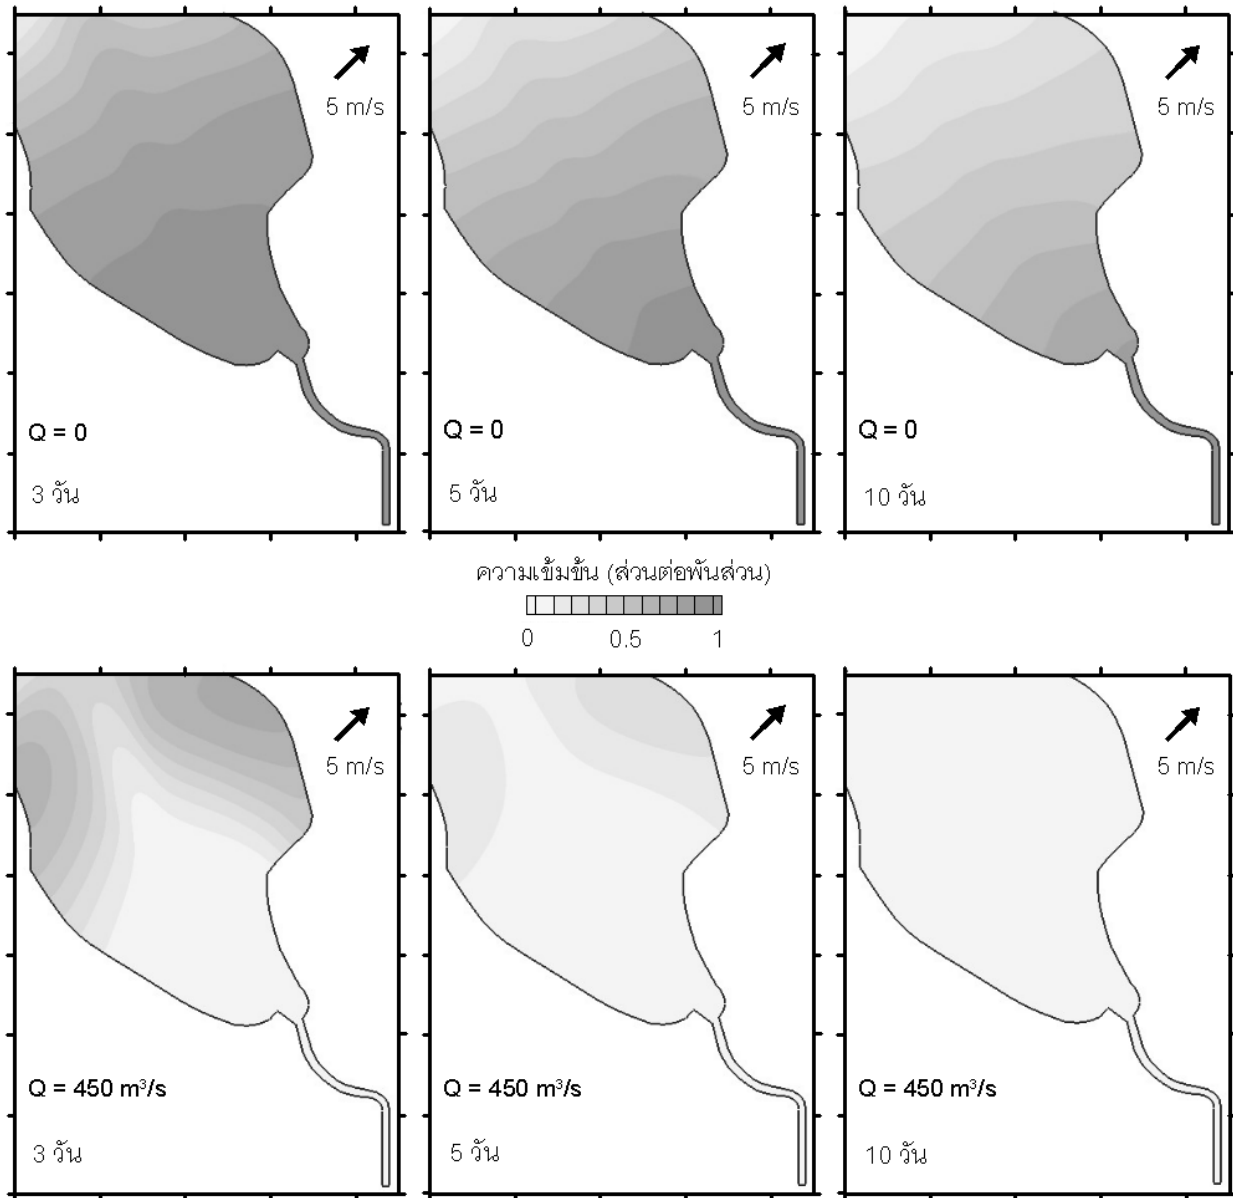 5 m/s
5 m/s
5 m/s
Q = 0
Q = 0
Q = 0
3 วัน
5 วัน
10 วัน
ความเข้มข้น (ส่วนต่อพันส่วน)
0 0.5 1
5 m/s
5 m/s
5 m/s
Q = 450 m³/s
Q = 450 m³/s
Q = 450 m³/s
3 วัน
5 วัน
10 วัน